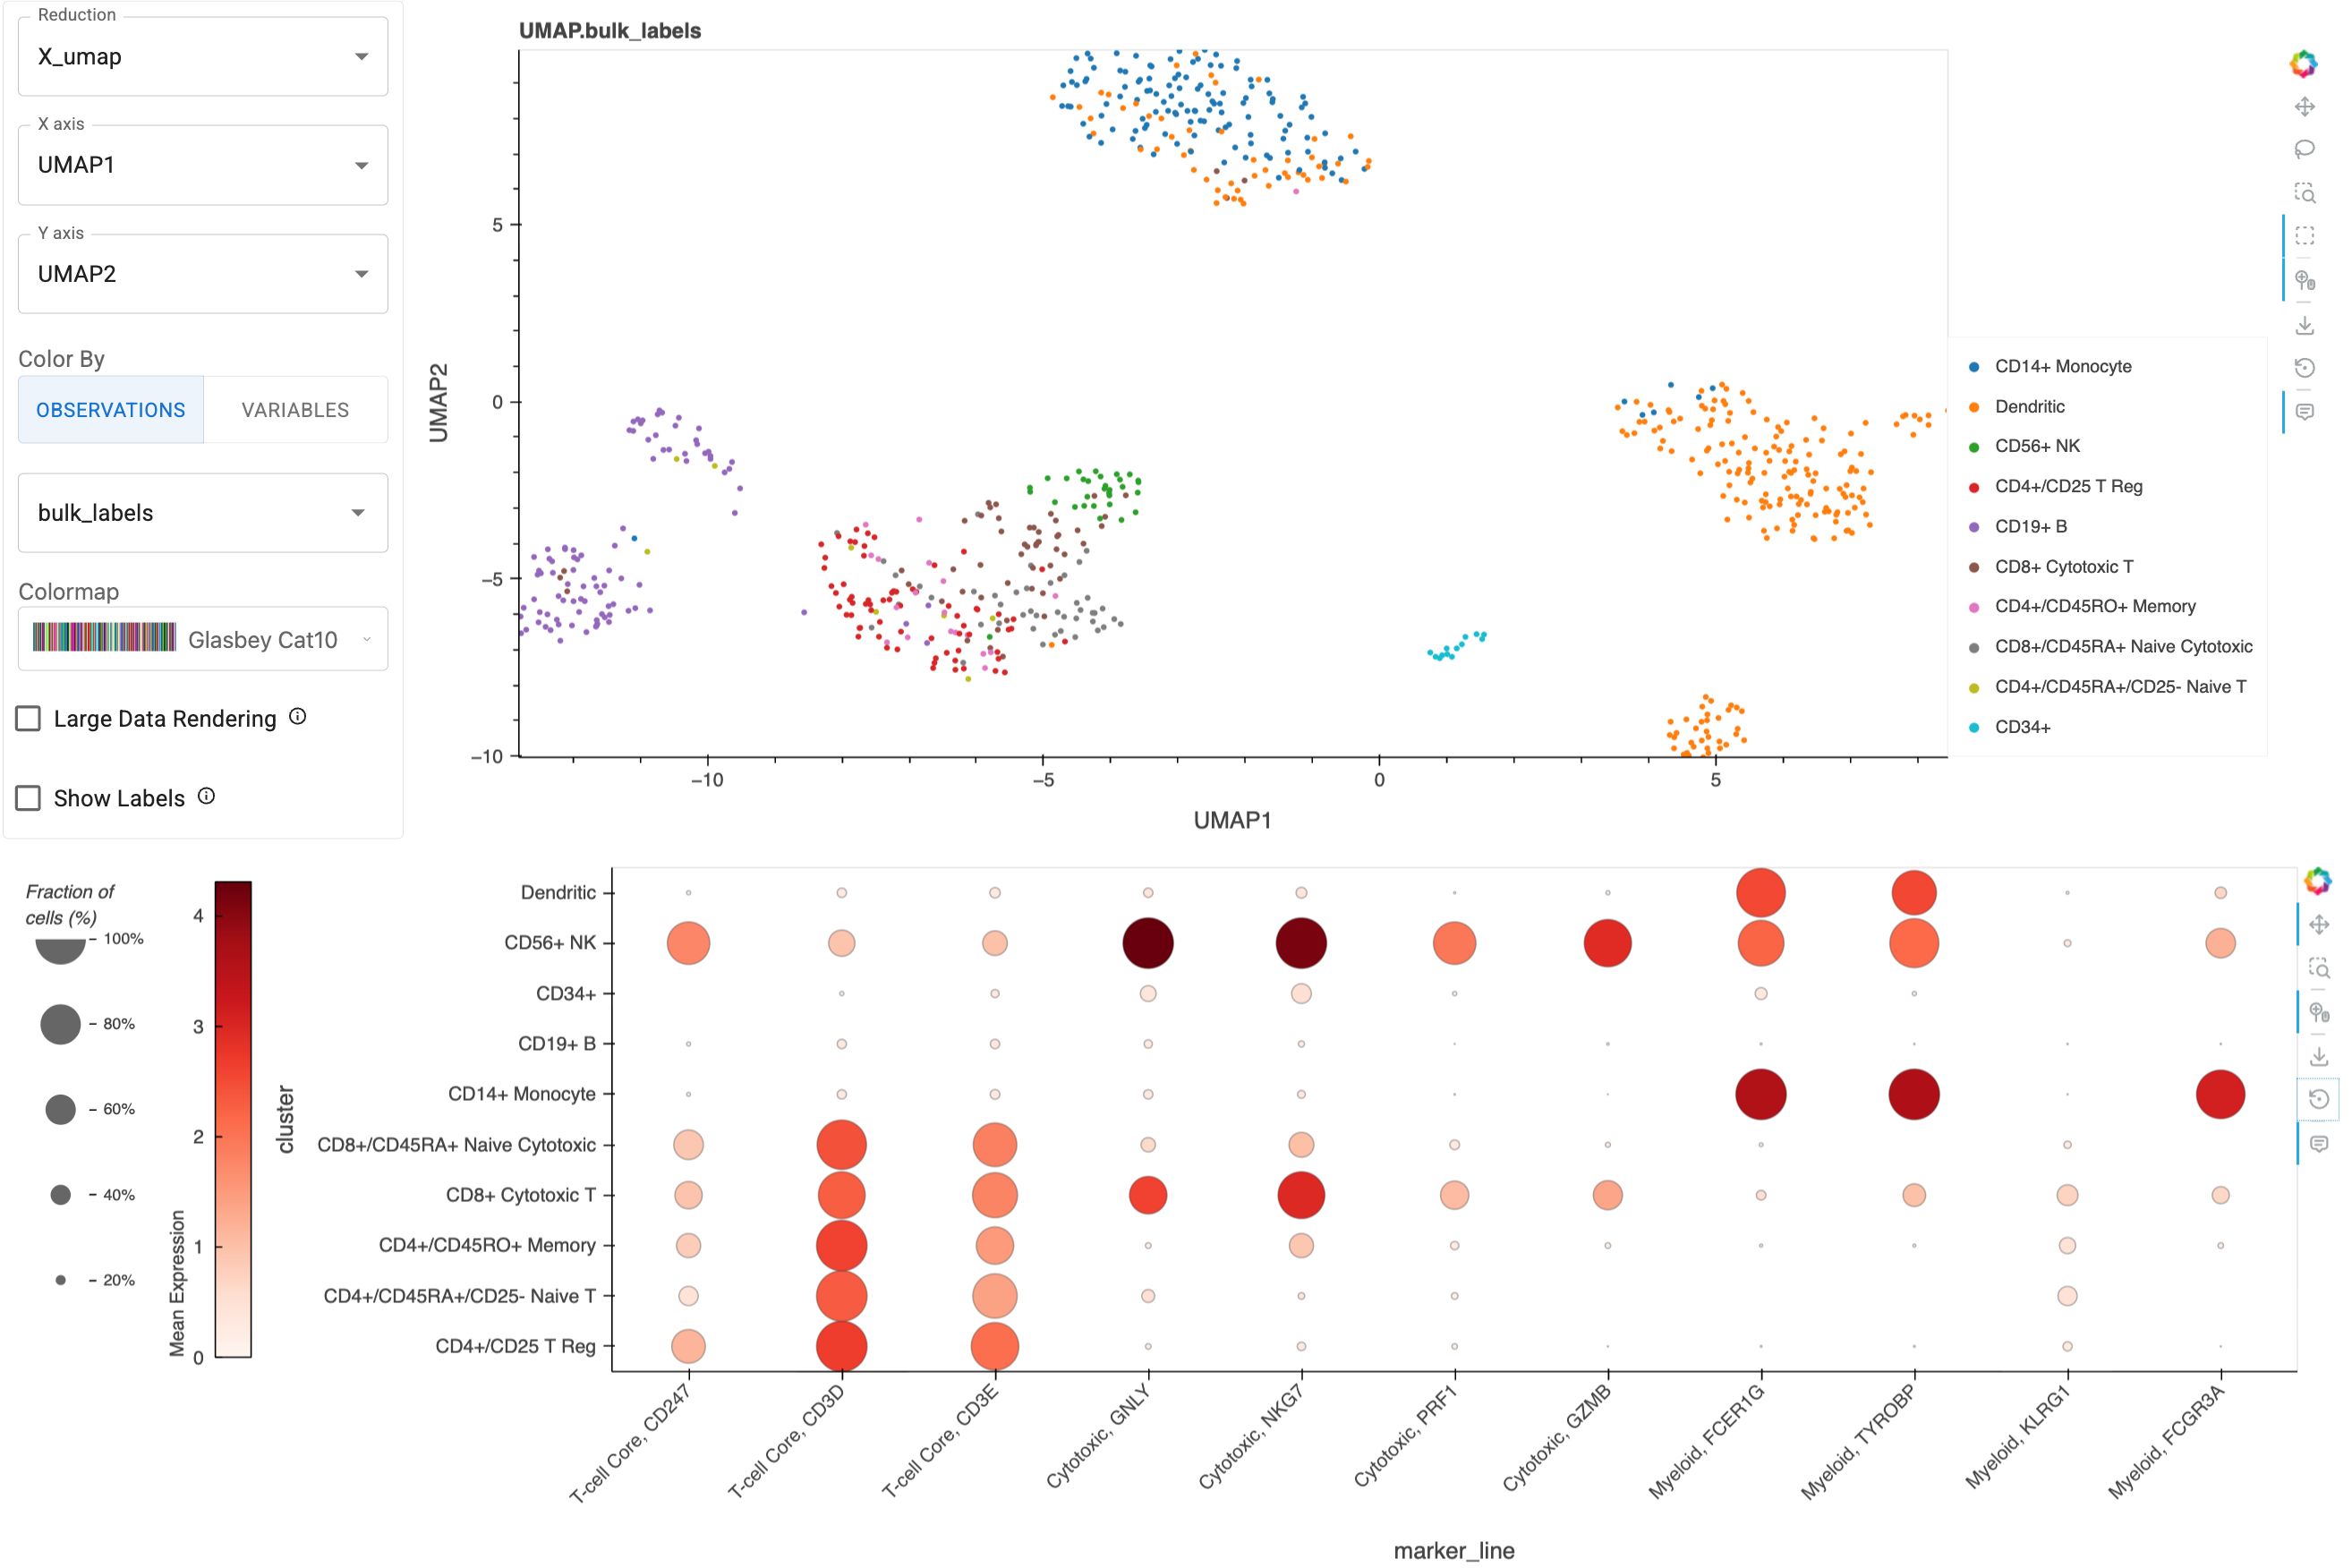 Reduction
X_umap
X axis
UMAP1
Y axis
UMAP2
Color By
OBSERVATIONS
VARIABLES
bulk_labels
Colormap
Glasbey Cat10
Large Data Rendering
Show Labels
UMAP.bulk_labels
UMAP2
5
0
−5
−10
−10
−5
0
5
UMAP1
CD14+ Monocyte
Dendritic
CD56+ NK
CD4+/CD25 T Reg
CD19+ B
CD8+ Cytotoxic T
CD4+/CD45RO+ Memory
CD8+/CD45RA+ Naive Cytotoxic
CD4+/CD45RA+/CD25- Naive T
CD34+
Fraction of
cells (%)
100%
80%
60%
40%
20%
Mean Expression
4
3
2
1
0
cluster
Dendritic
CD56+ NK
CD34+
CD19+ B
CD14+ Monocyte
CD8+/CD45RA+ Naive Cytotoxic
CD8+ Cytotoxic T
CD4+/CD45RO+ Memory
CD4+/CD45RA+/CD25- Naive T
CD4+/CD25 T Reg
T-cell Core, CD247
T-cell Core, CD3D
T-cell Core, CD3E
Cytotoxic, GNLY
Cytotoxic, NKG7
Cytotoxic, PRF1
Cytotoxic, GZMB
Myeloid, FCER1G
Myeloid, TYROBP
Myeloid, KLRG1
Myeloid, FCGR3A
marker_line